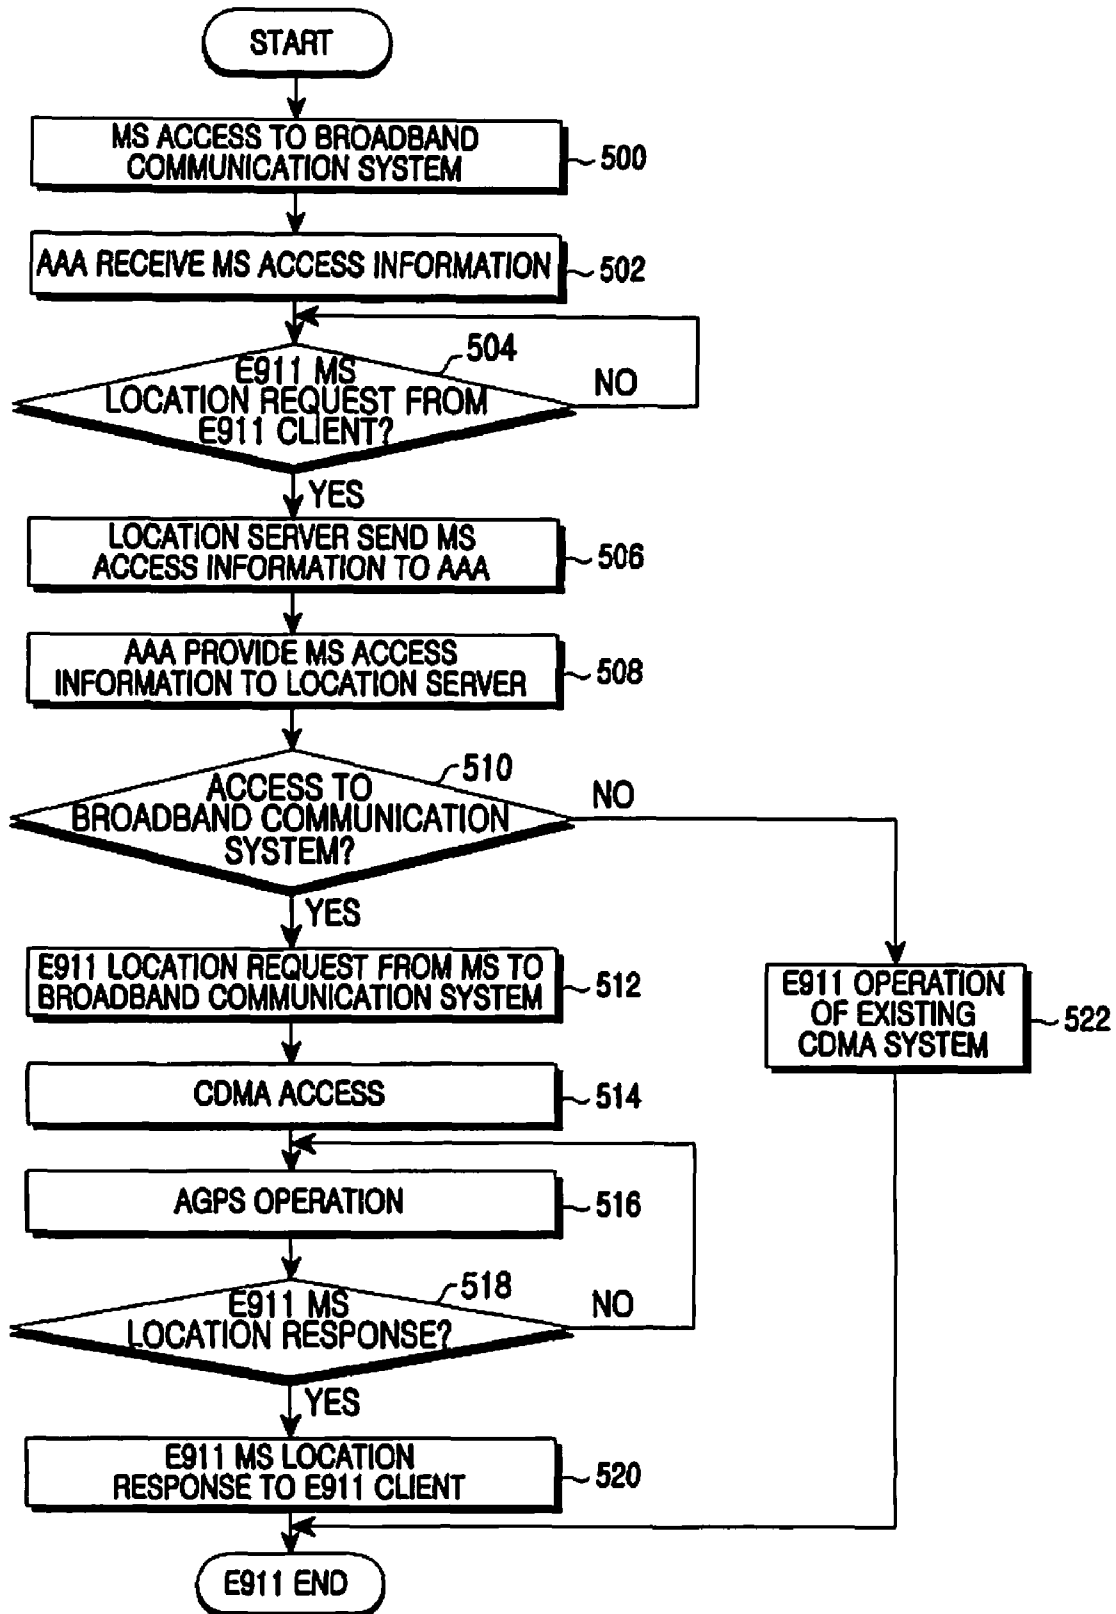 START
MS ACCESS TO BROADBAND
COMMUNICATION SYSTEM
500
AAA RECEIVE MS ACCESS INFORMATION
502
504
E911 MS
LOCATION REQUEST FROM
E911 CLIENT?
NO
YES
LOCATION SERVER SEND MS
ACCESS INFORMATION TO AAA
506
AAA PROVIDE MS ACCESS
INFORMATION TO LOCATION SERVER
508
510
ACCESS TO
BROADBAND COMMUNICATION
SYSTEM?
NO
YES
E911 LOCATION REQUEST FROM MS TO
BROADBAND COMMUNICATION SYSTEM
512
E911 OPERATION
OF EXISTING
CDMA SYSTEM
522
CDMA ACCESS
514
AGPS OPERATION
516
518
E911 MS
LOCATION RESPONSE?
NO
YES
E911 MS LOCATION
RESPONSE TO E911 CLIENT
520
E911 END